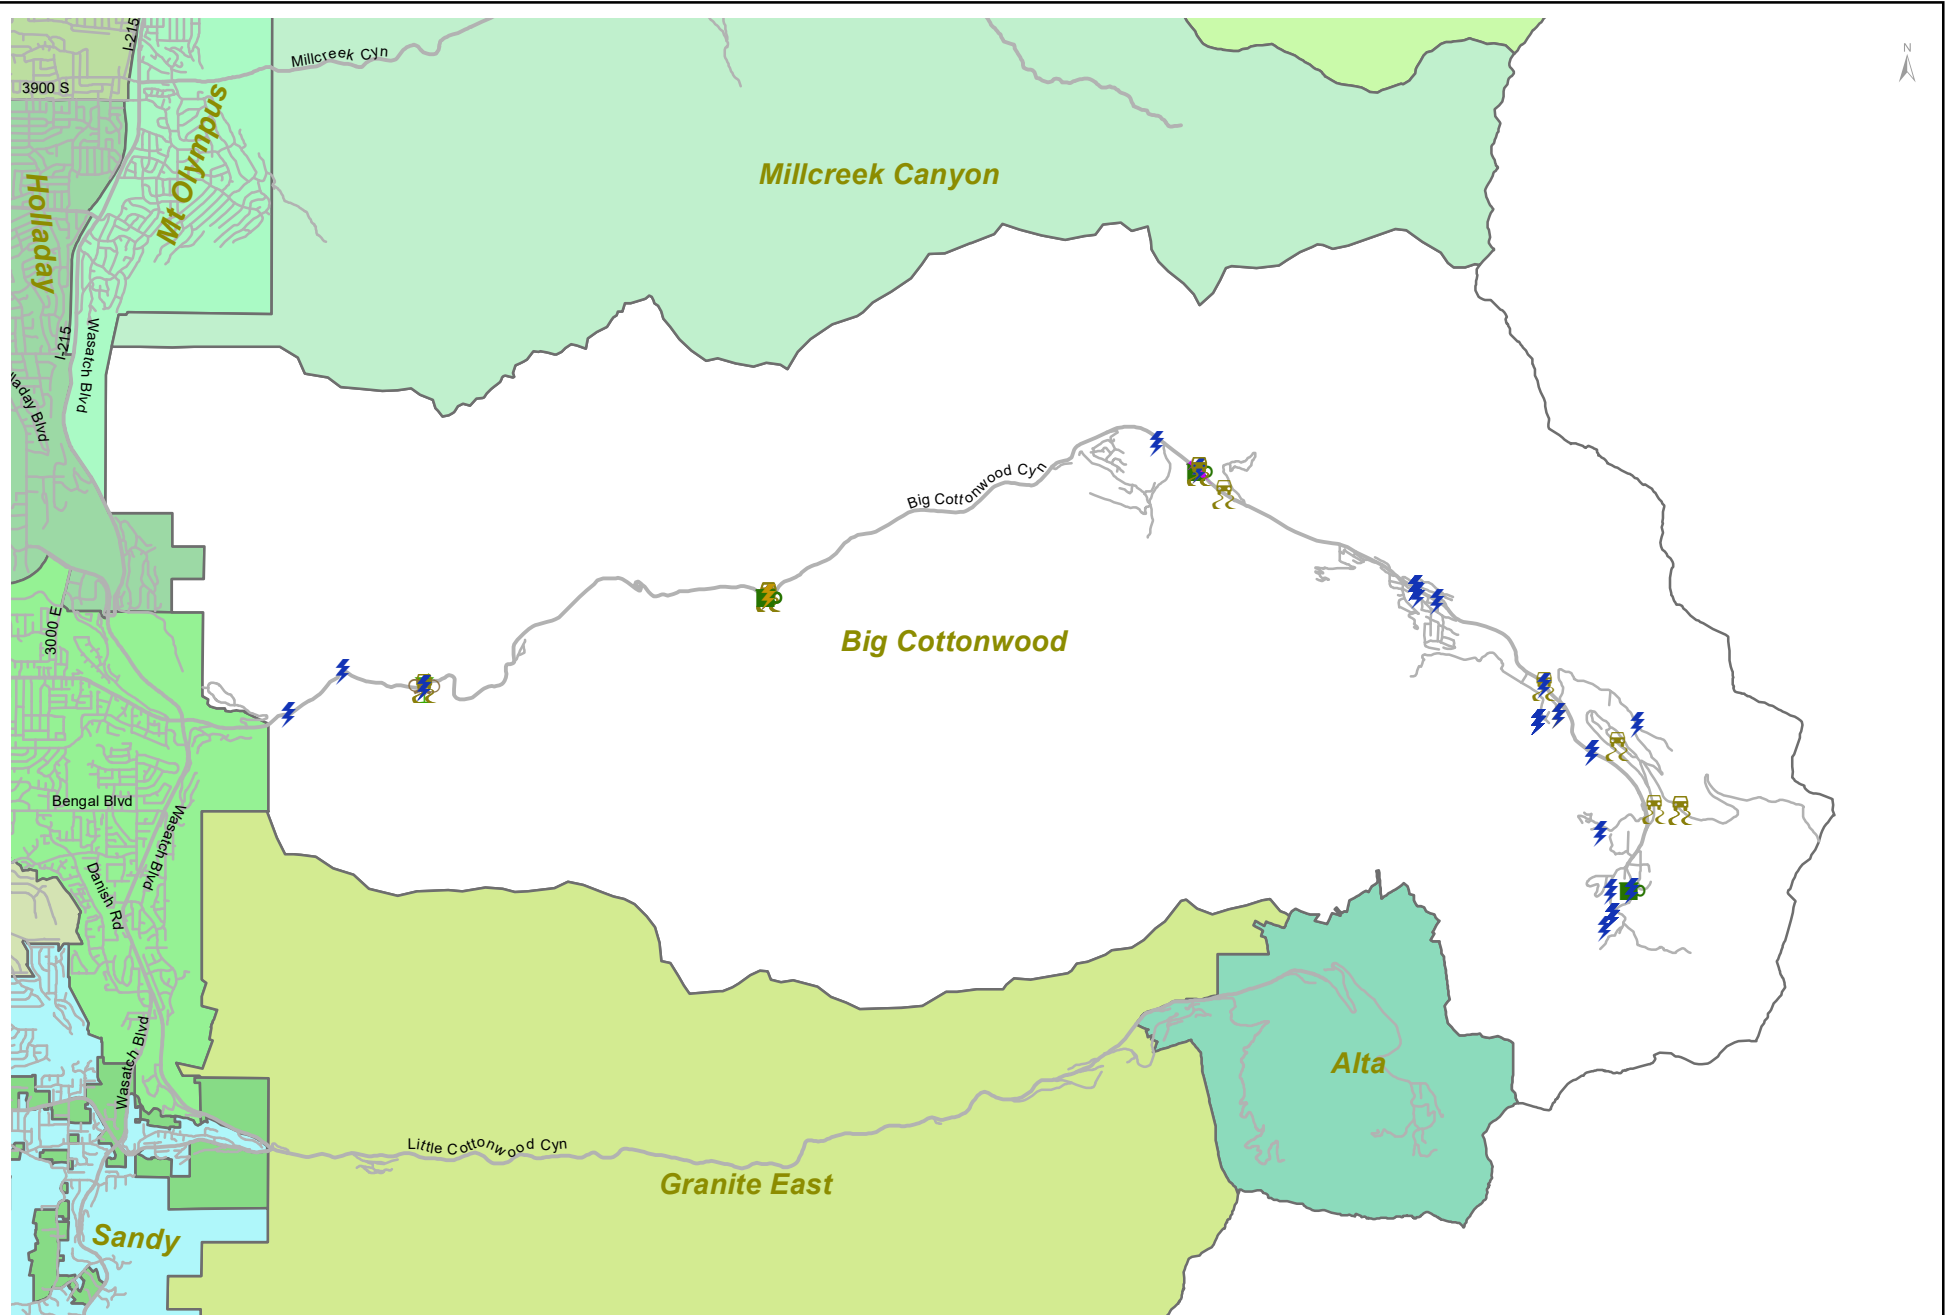 I-215
N
Millcreek Cyn
3900 S
Mt Olympus
Millcreek Canyon
Holladay
I-215
Wasatch Blvd
laday Blvd
Big Cottonwood Cyn
3000 E
Big Cottonwood
Bengal Blvd
Wasatch Blvd
Danish Rd
Wasatch Blvd
Alta
Little Cottonwood Cyn
Granite East
Sandy